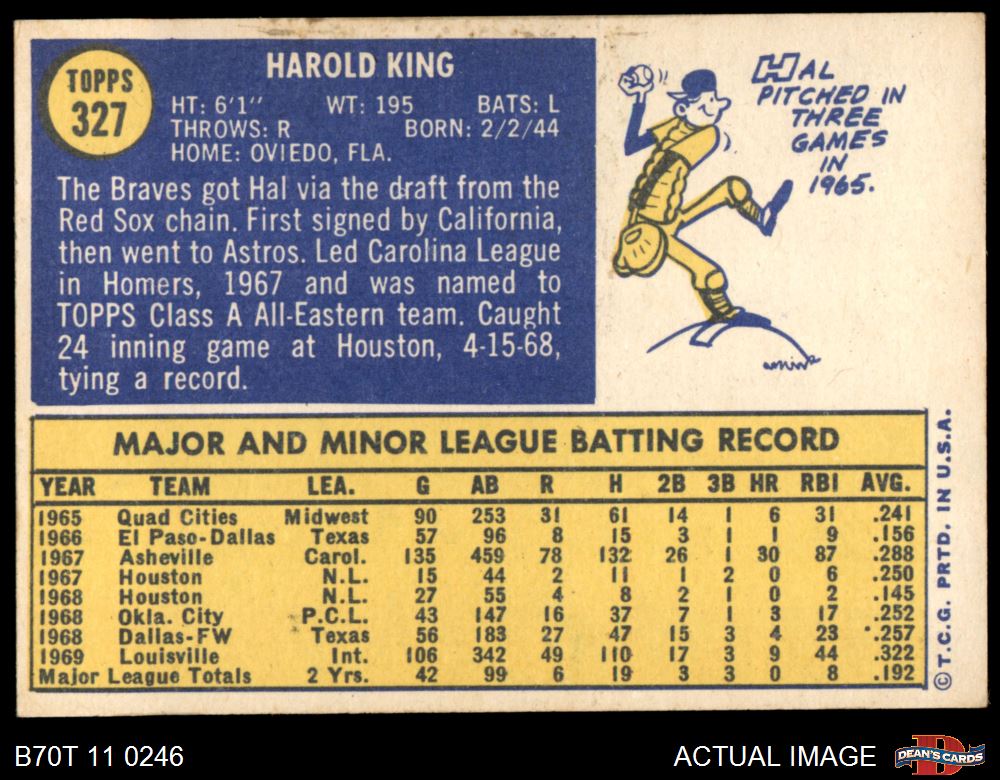 TOPPS
327
HAROLD KING
HT: 6'1" WT: 195 BATS: L
THROWS: R BORN: 2/2/44
HOME: OVIEDO, FLA.
The Braves got Hal via the draft from the
Red Sox chain. First signed by California,
then went to Astros. Led Carolina League
in Homers, 1967 and was named to
TOPPS Class A All-Eastern team. Caught
24 inning game at Houston, 4-15-68,
tying a record.
HAL
PITCHED IN
THREE
GAMES
IN
1965.
MAJOR AND MINOR LEAGUE BATTING RECORD
YEAR TEAM LEA. G AB R H 2B 3B HR RBI AVG.
1965 Quad Cities Midwest 90 253 31 61 14 1 6 31 .241
1966 El Paso-Dallas Texas 57 96 8 15 3 1 1 9 .156
1967 Asheville Carol. 135 459 78 132 26 1 30 87 .288
1967 Houston N.L. 15 44 2 11 1 2 0 6 .250
1968 Houston N.L. 27 55 4 8 2 1 0 2 .145
1968 Okla. City P.C.L. 43 147 16 37 7 1 3 17 .252
1968 Dallas-FW Texas 56 183 27 47 15 3 4 23 .257
1969 Louisville Int. 106 342 49 110 17 3 9 44 .322
Major League Totals 2 Yrs. 42 99 6 19 3 3 0 8 .192
© T.C.G. PRTD. IN U.S.A.
B70T 11 0246
ACTUAL IMAGE
D
DEAN'S CARDS